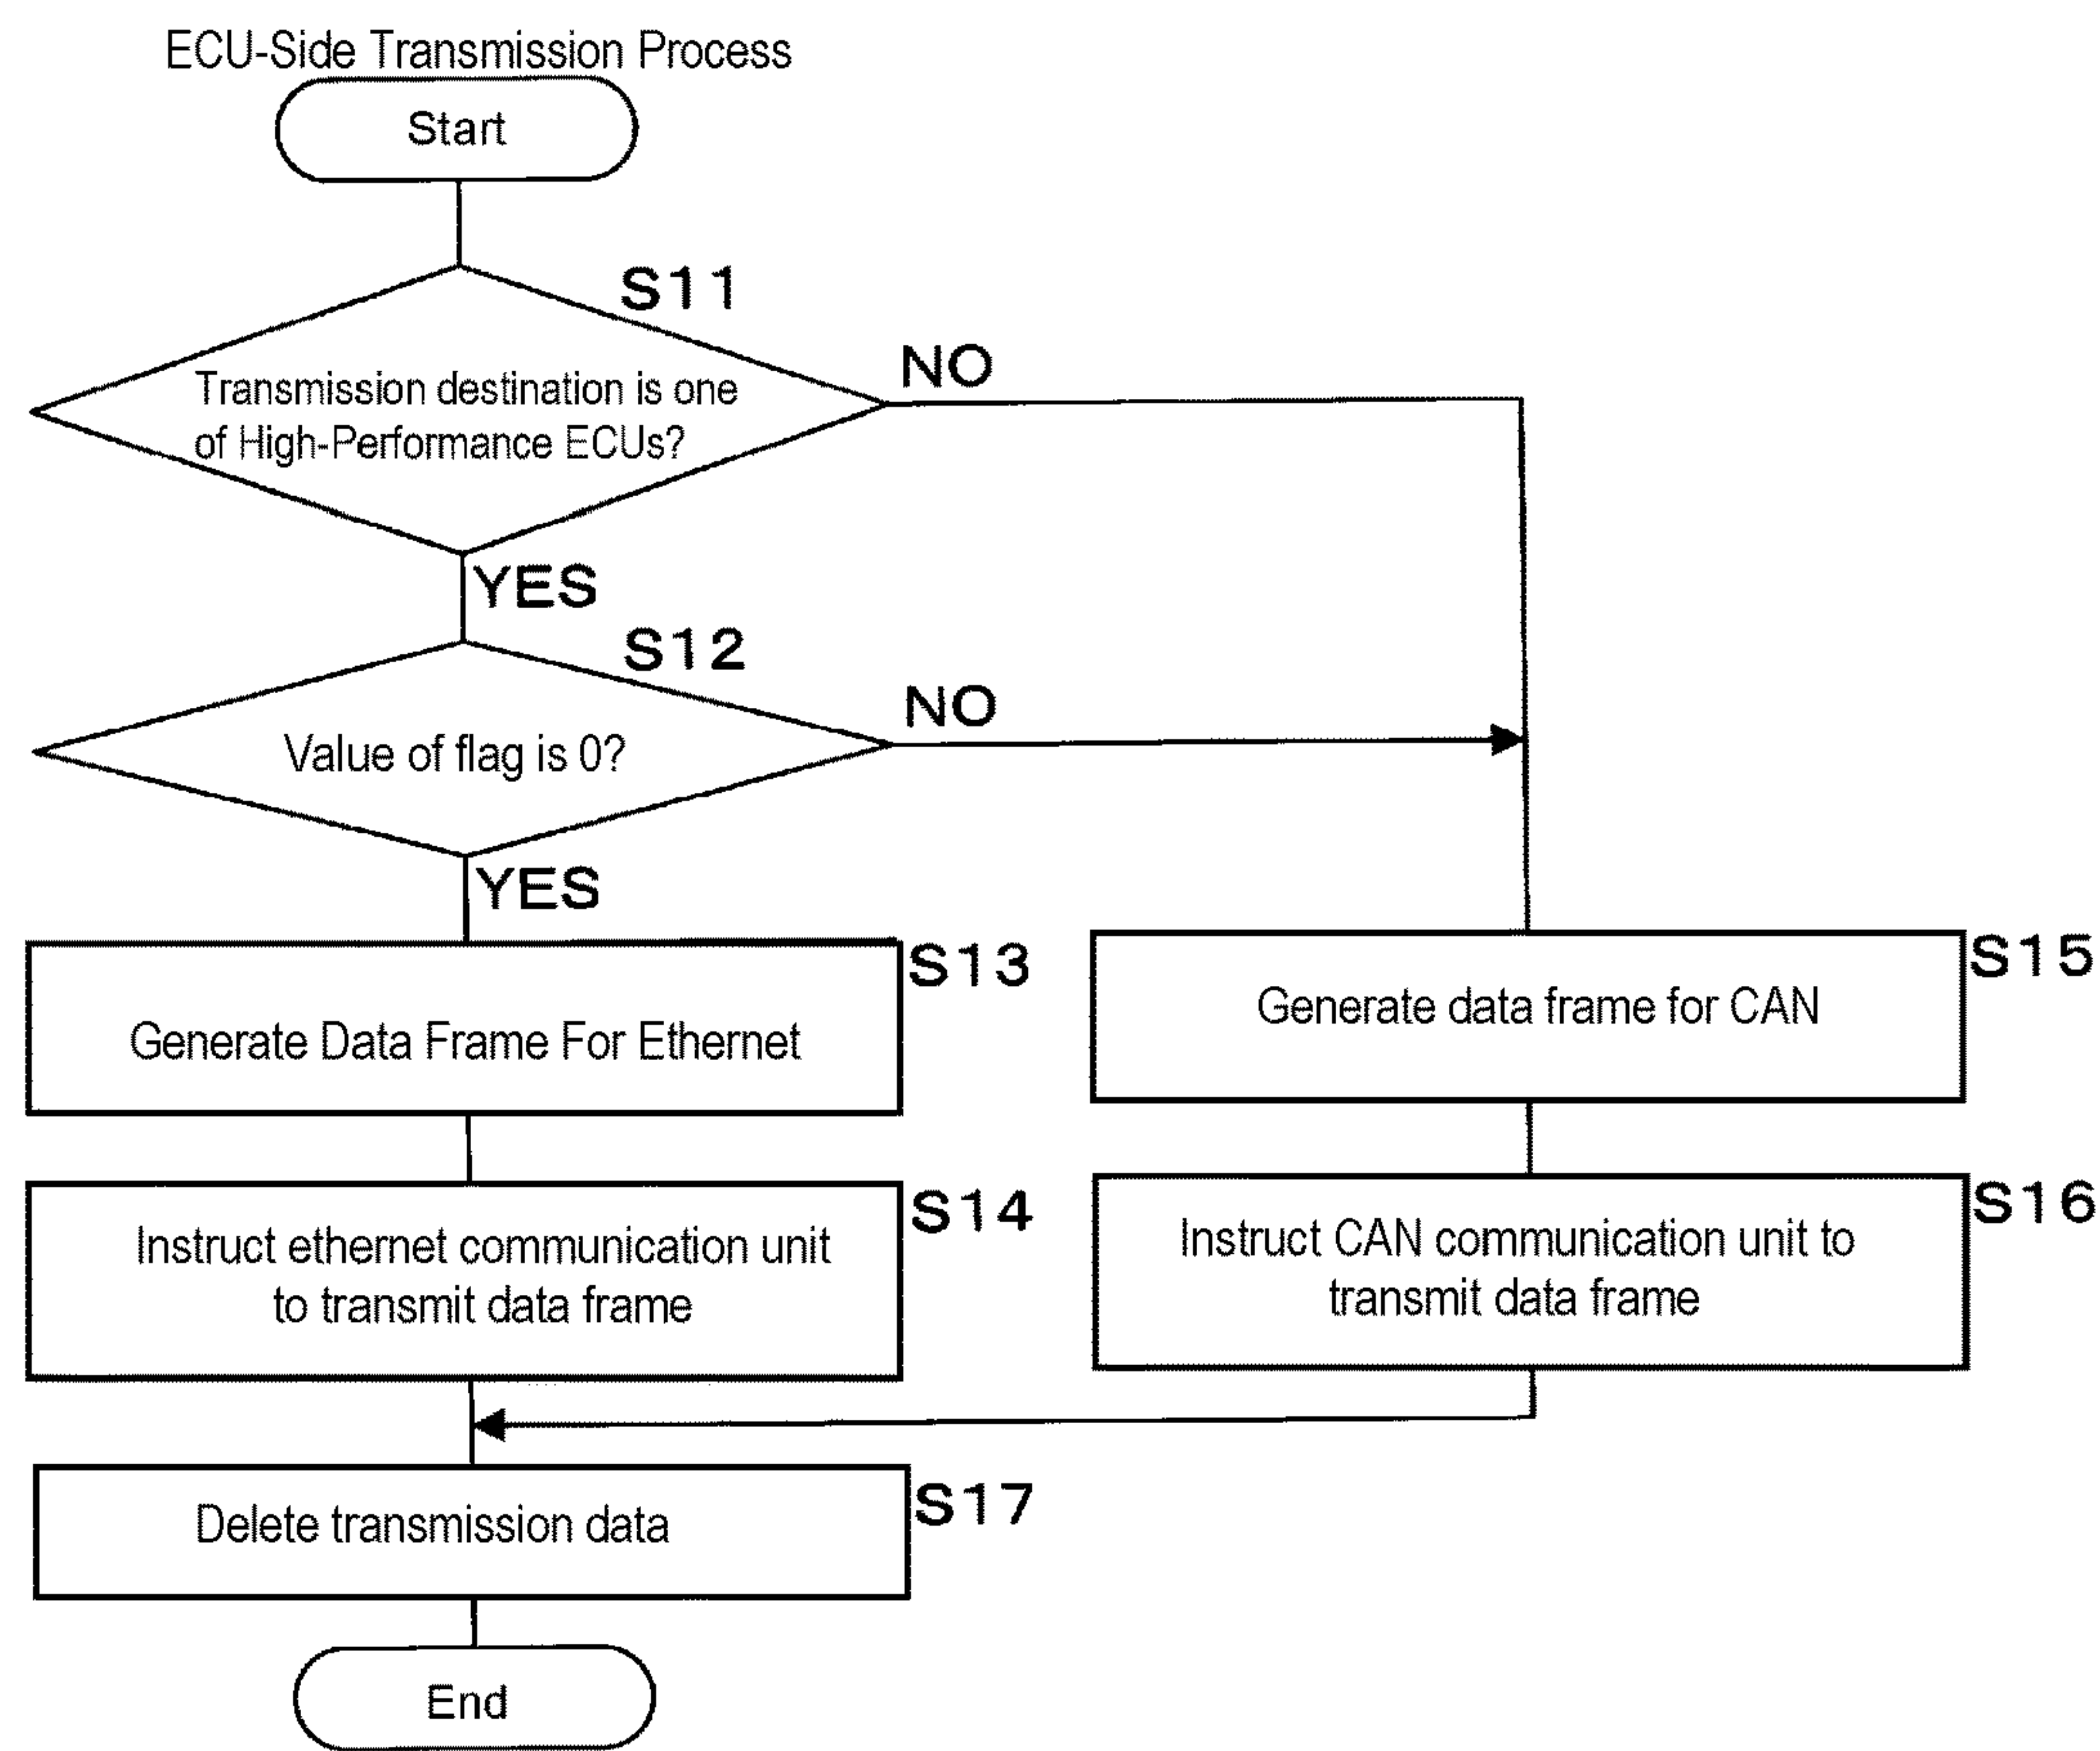 ECU-Side Transmission Process
Start
S11
Transmission destination is one
of High-Performance ECUs?
NO
YES
S12
Value of flag is 0?
NO
YES
S13
Generate Data Frame For Ethernet
S15
Generate data frame for CAN
S14
Instruct ethernet communication unit
to transmit data frame
S16
Instruct CAN communication unit to
transmit data frame
S17
Delete transmission data
End